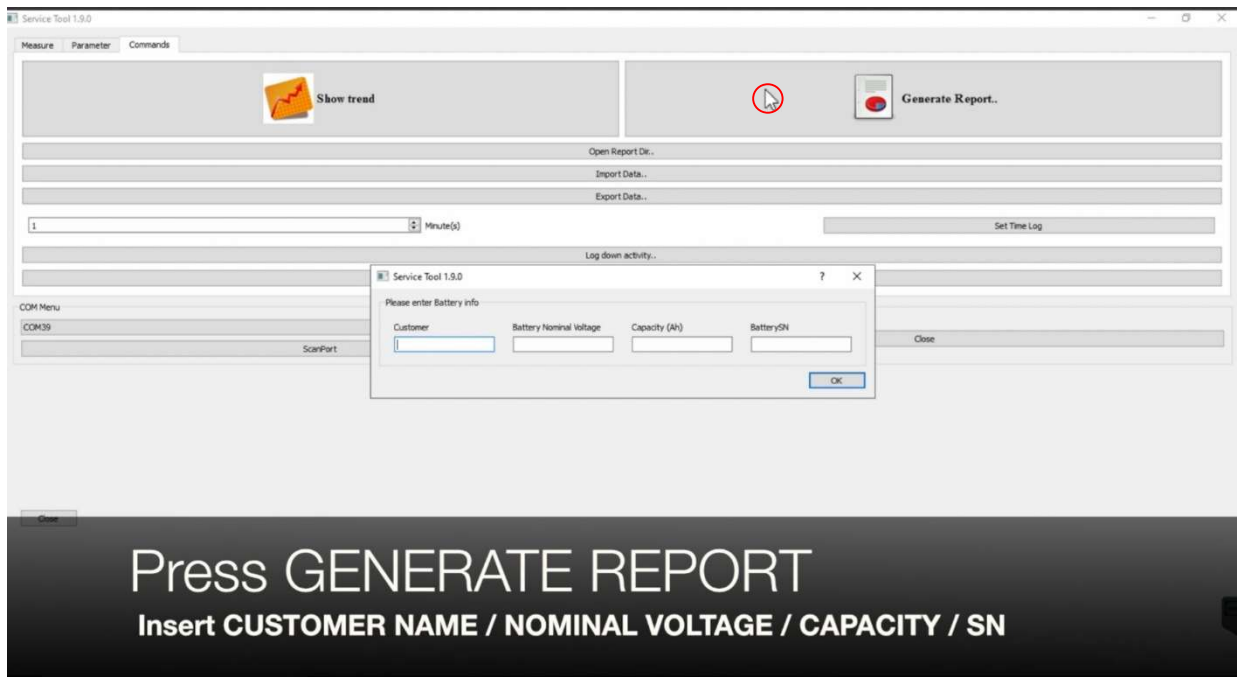 Service Tool 1.9.0
Measure Parameter Commands
Show trend
Generate Report..
Open Report Dir..
Import Data..
Export Data..
1 Minute(s)
Set Time Log
Log down activity..
Service Tool 1.9.0
Please enter Battery info
Customer Battery Nominal Voltage Capacity (Ah) BatterySN
OK
COM Menu
COM39
ScanPort
Close
Close
Press GENERATE REPORT
Insert CUSTOMER NAME / NOMINAL VOLTAGE / CAPACITY / SN